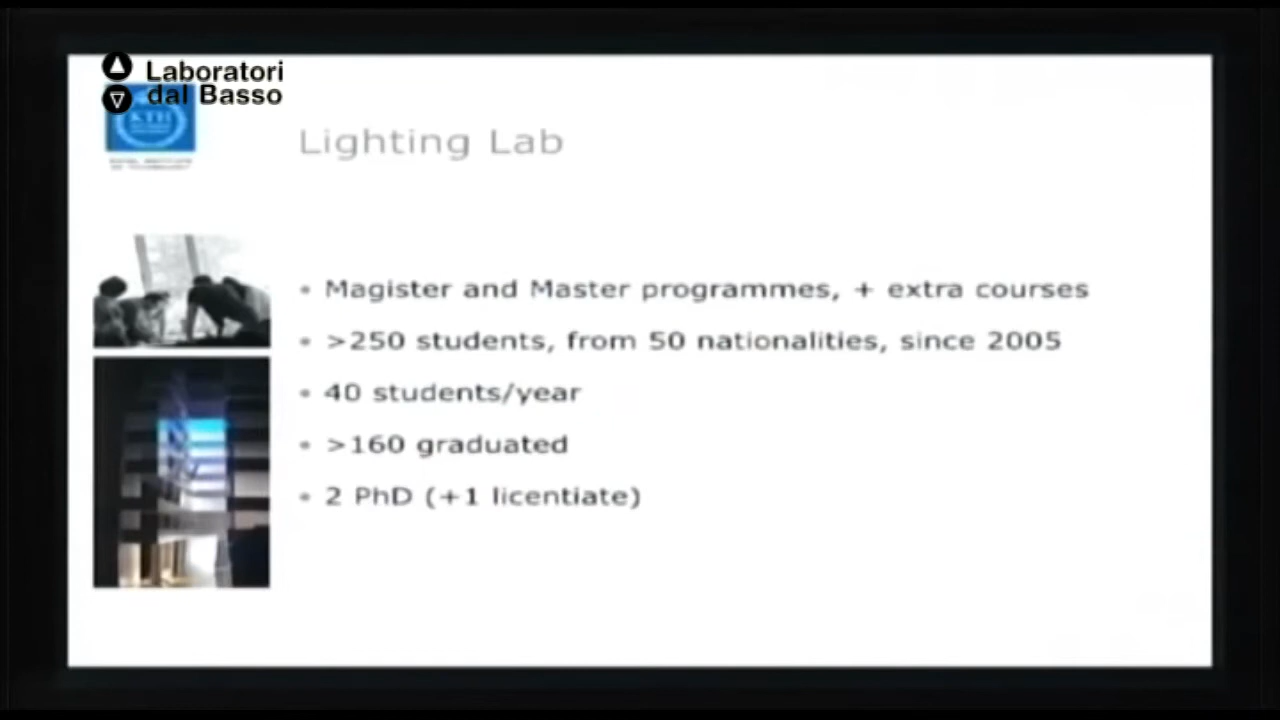 Laboratori
dal Basso
KTH
Lighting Lab
• Magister and Master programmes, + extra courses
• >250 students, from 50 nationalities, since 2005
• 40 students/year
• >160 graduated
• 2 PhD (+1 licentiate)